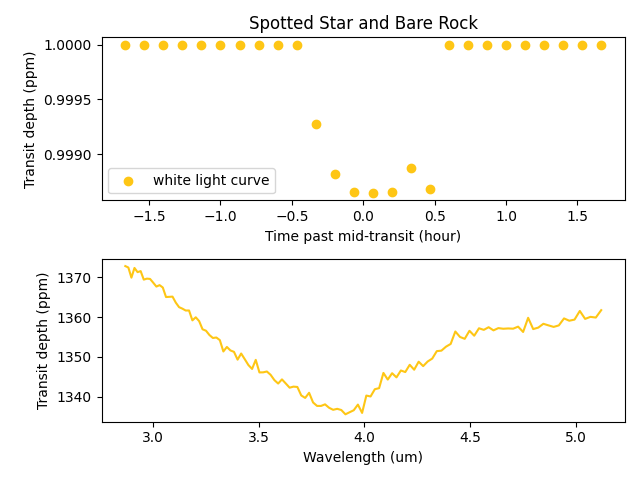 Spotted Star and Bare Rock
Transit depth (ppm)
1.0000
0.9995
0.9990
white light curve
−1.5 −1.0 −0.5 0.0 0.5 1.0 1.5
Time past mid-transit (hour)
Transit depth (ppm)
1370
1360
1350
1340
3.0 3.5 4.0 4.5 5.0
Wavelength (um)